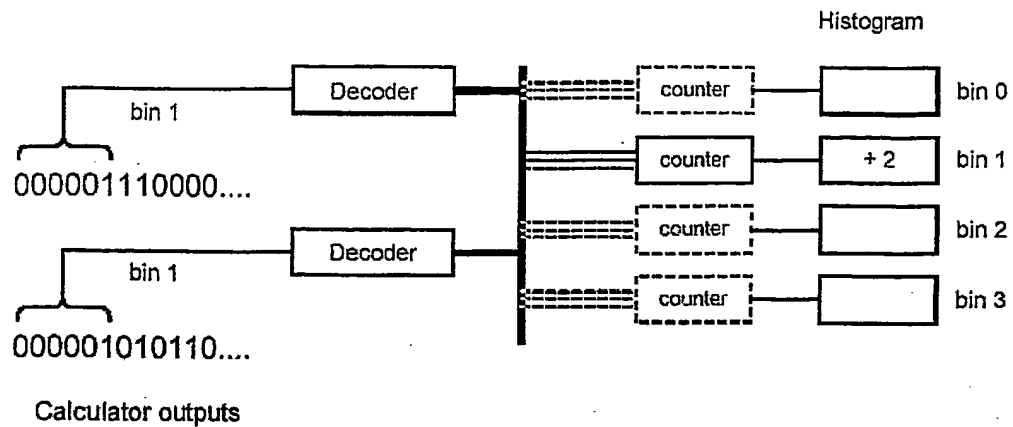 Histogram
Decoder
counter
bin 0
bin 1
000001110000....
counter
+ 2
bin 1
Decoder
counter
bin 2
bin 1
000001010110....
counter
bin 3
Calculator outputs